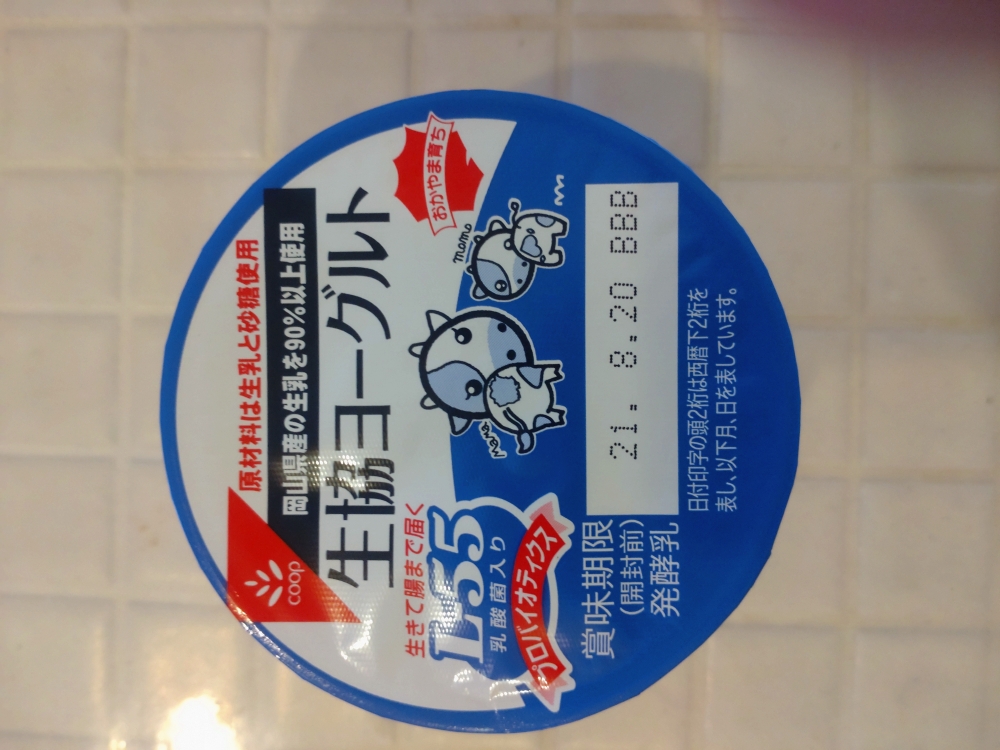 原材料は生乳と砂糖使用
岡山県産の生乳を90%以上使用
coop
生協ヨーグルト
おかやま育ち
生きて腸まで届く
L-55
乳酸菌入り
プロバイオティクス
momo
nana
賞味期限
(開封前)
21. 8.20 BBB
発酵乳
日付印字の頭2桁は西暦下2桁を
表し、以下月、日を表しています。